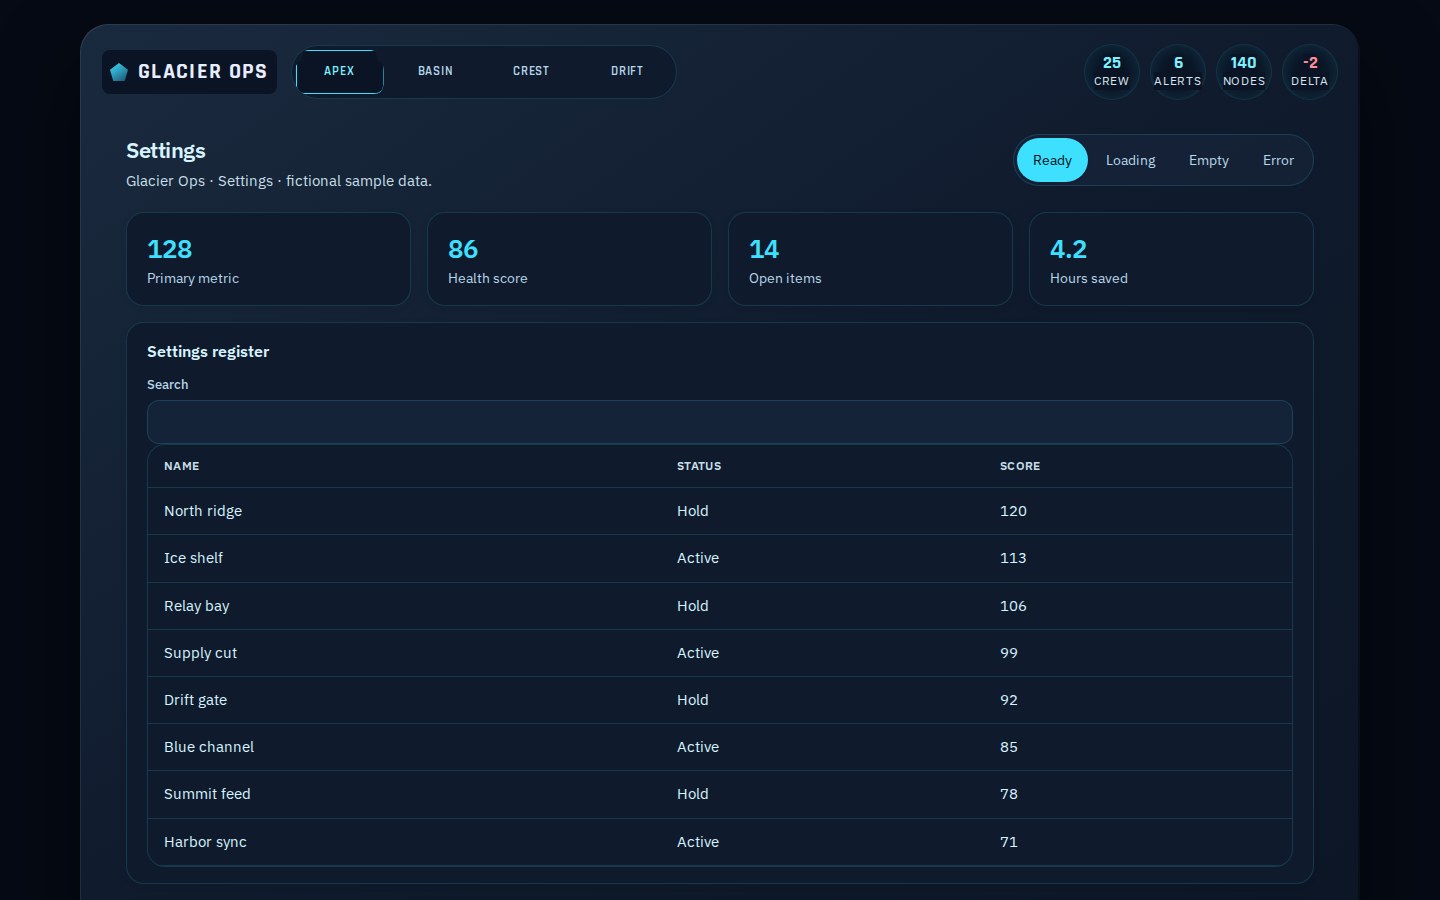 GLACIER OPS
APEX BASIN CREST DRIFT
25 6 140 -2
CREW ALERTS NODES DELTA
Settings
Glacier Ops · Settings · fictional sample data.
Ready Loading Empty Error
128 86 14 4.2
Primary metric Health score Open items Hours saved
Settings register
Search
NAME STATUS SCORE
North ridge Hold 120
Ice shelf Active 113
Relay bay Hold 106
Supply cut Active 99
Drift gate Hold 92
Blue channel Active 85
Summit feed Hold 78
Harbor sync Active 71